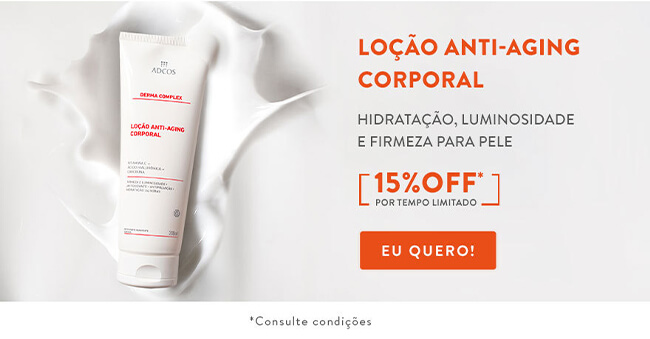 ADCOS
DERMA COMPLEX
LOÇÃO ANTI-AGING
CORPORAL
LOÇÃO ANTI-AGING
CORPORAL
HIDRATAÇÃO, LUMINOSIDADE
E FIRMEZA PARA PELE
15%OFF*
POR TEMPO LIMITADO
EU QUERO!
*Consulte condições